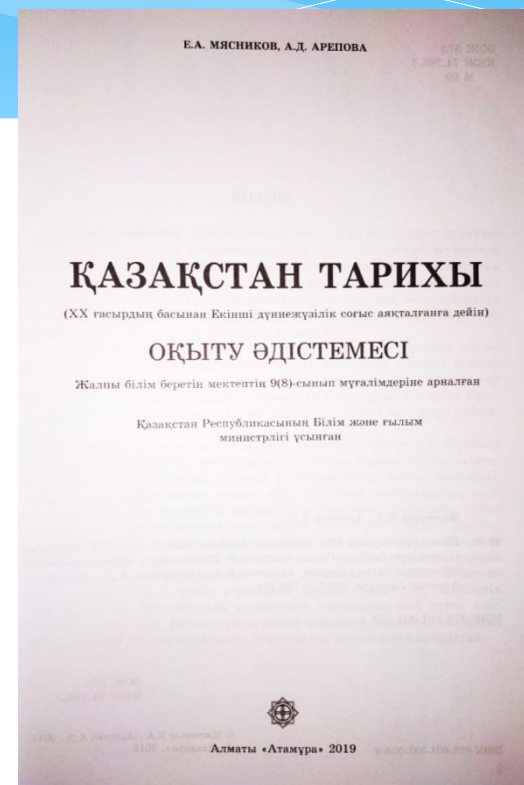 Е.А. МЯСНИКОВ, А.Д. АРЕПОВА
ҚАЗАҚСТАН ТАРИХЫ
(XX ғасырдың басынан Екінші дүниежүзілік соғыс аяқталғанға дейін)
ОҚЫТУ ӘДІСТЕМЕСІ
Жалпы білім беретін мектептің 9(8)-сынып мұғалімдеріне арналған
Қазақстан Республикасының Білім және ғылым
министрлігі ұсынған
Алматы «Атамұра» 2019